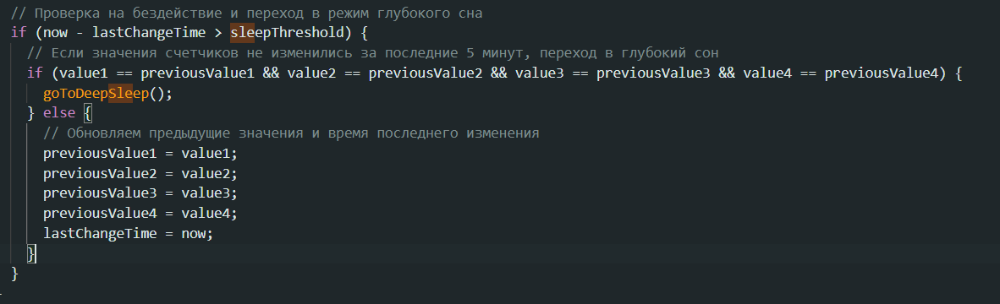 // Проверка на бездействие и переход в режим глубокого сна
if (now - lastChangeTime > sleepThreshold) {
// Если значения счетчиков не изменились за последние 5 минут, переход в глубокий сон
if (value1 == previousValue1 && value2 == previousValue2 && value3 == previousValue3 && value4 == previousValue4) {
goToDeepSleep();
} else {
// Обновляем предыдущие значения и время последнего изменения
previousValue1 = value1;
previousValue2 = value2;
previousValue3 = value3;
previousValue4 = value4;
lastChangeTime = now;
}
}